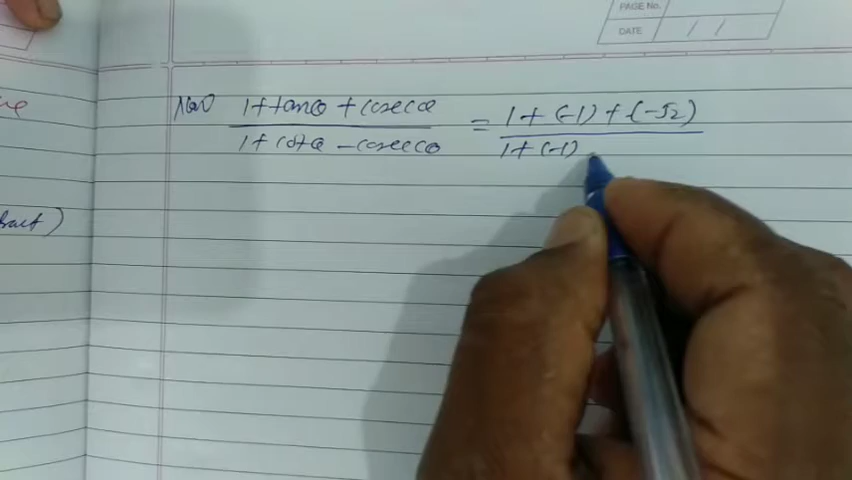 PAGE No.
DATE / /
Now 1+tanθ+cosecθ / 1+cotθ-cosecθ = 1+(-1)+(-√2) / 1+(-1)